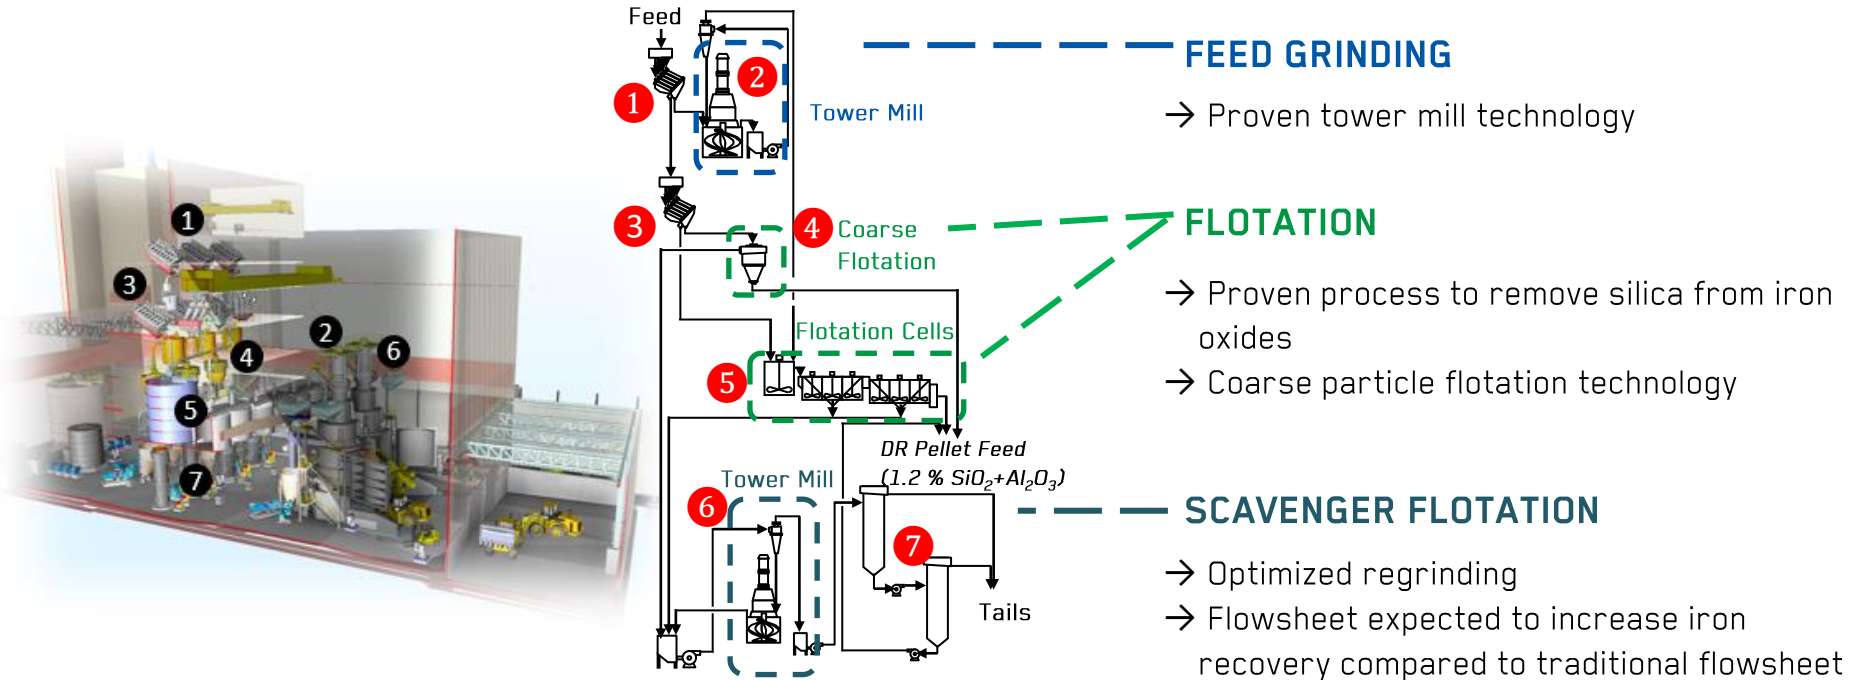 Feed
1
2
Tower Mill
3
4
Coarse
Flotation
Flotation Cells
5
DR Pellet Feed
(1.2 % SiO₂+Al₂O₃)
Tower Mill
6
7
Tails
1
3
2
6
4
5
7
FEED GRINDING
→ Proven tower mill technology
FLOTATION
→ Proven process to remove silica from iron
oxides
→ Coarse particle flotation technology
SCAVENGER FLOTATION
→ Optimized regrinding
→ Flowsheet expected to increase iron
recovery compared to traditional flowsheet